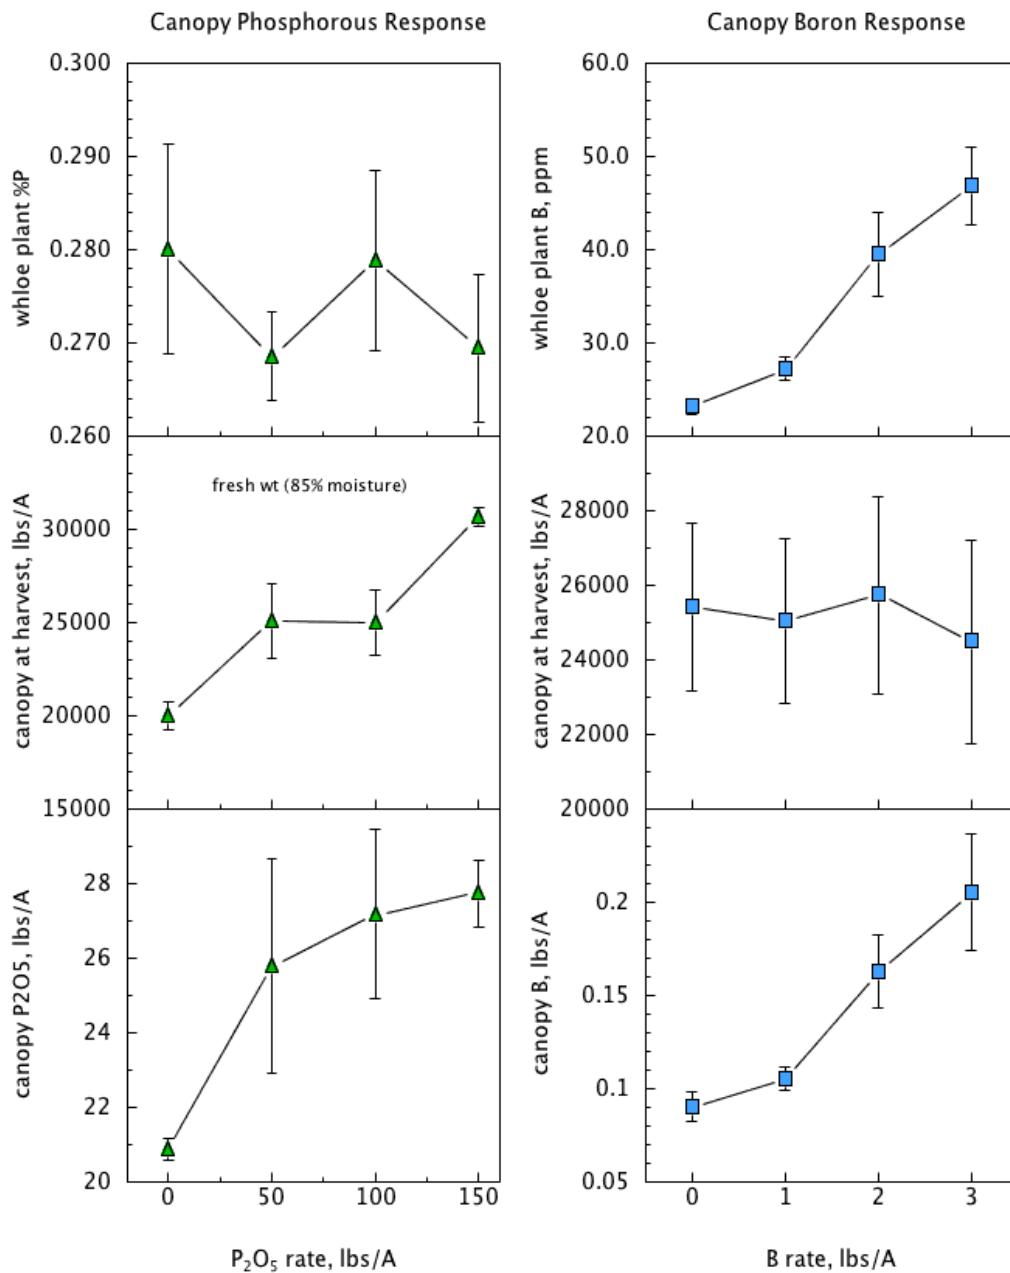 Canopy Phosphorous Response
0.300
0.290
0.280
0.270
0.260
whloe plant %P
fresh wt (85% moisture)
30000
25000
20000
15000
canopy at harvest, lbs/A
28
26
24
22
20
canopy P2O5, lbs/A
0 50 100 150
P₂O₅ rate, lbs/A
Canopy Boron Response
60.0
50.0
40.0
30.0
20.0
whloe plant B, ppm
28000
26000
24000
22000
20000
canopy at harvest, lbs/A
0.2
0.15
0.1
0.05
canopy B, lbs/A
0 1 2 3
B rate, lbs/A